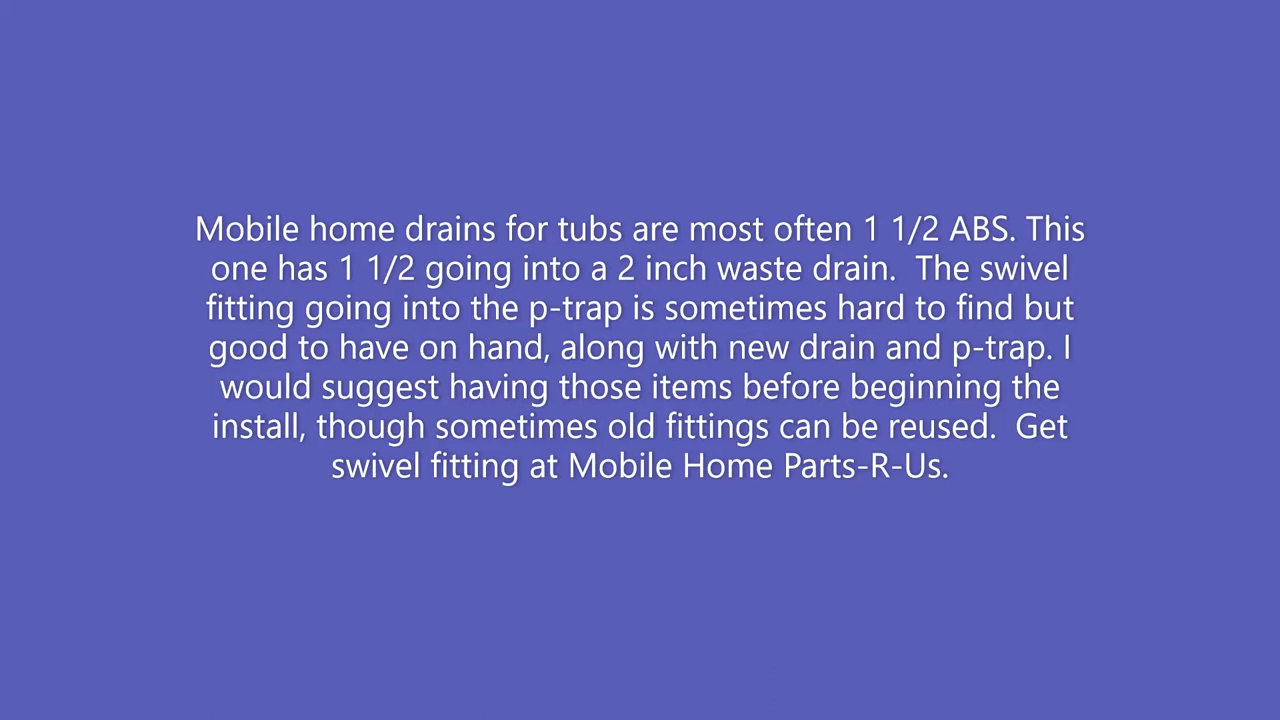 Mobile home drains for tubs are most often 1 1/2 ABS. This
one has 1 1/2 going into a 2 inch waste drain.  The swivel
fitting going into the p-trap is sometimes hard to find but
good to have on hand, along with new drain and p-trap. I
would suggest having those items before beginning the
install, though sometimes old fittings can be reused.  Get
swivel fitting at Mobile Home Parts-R-Us.